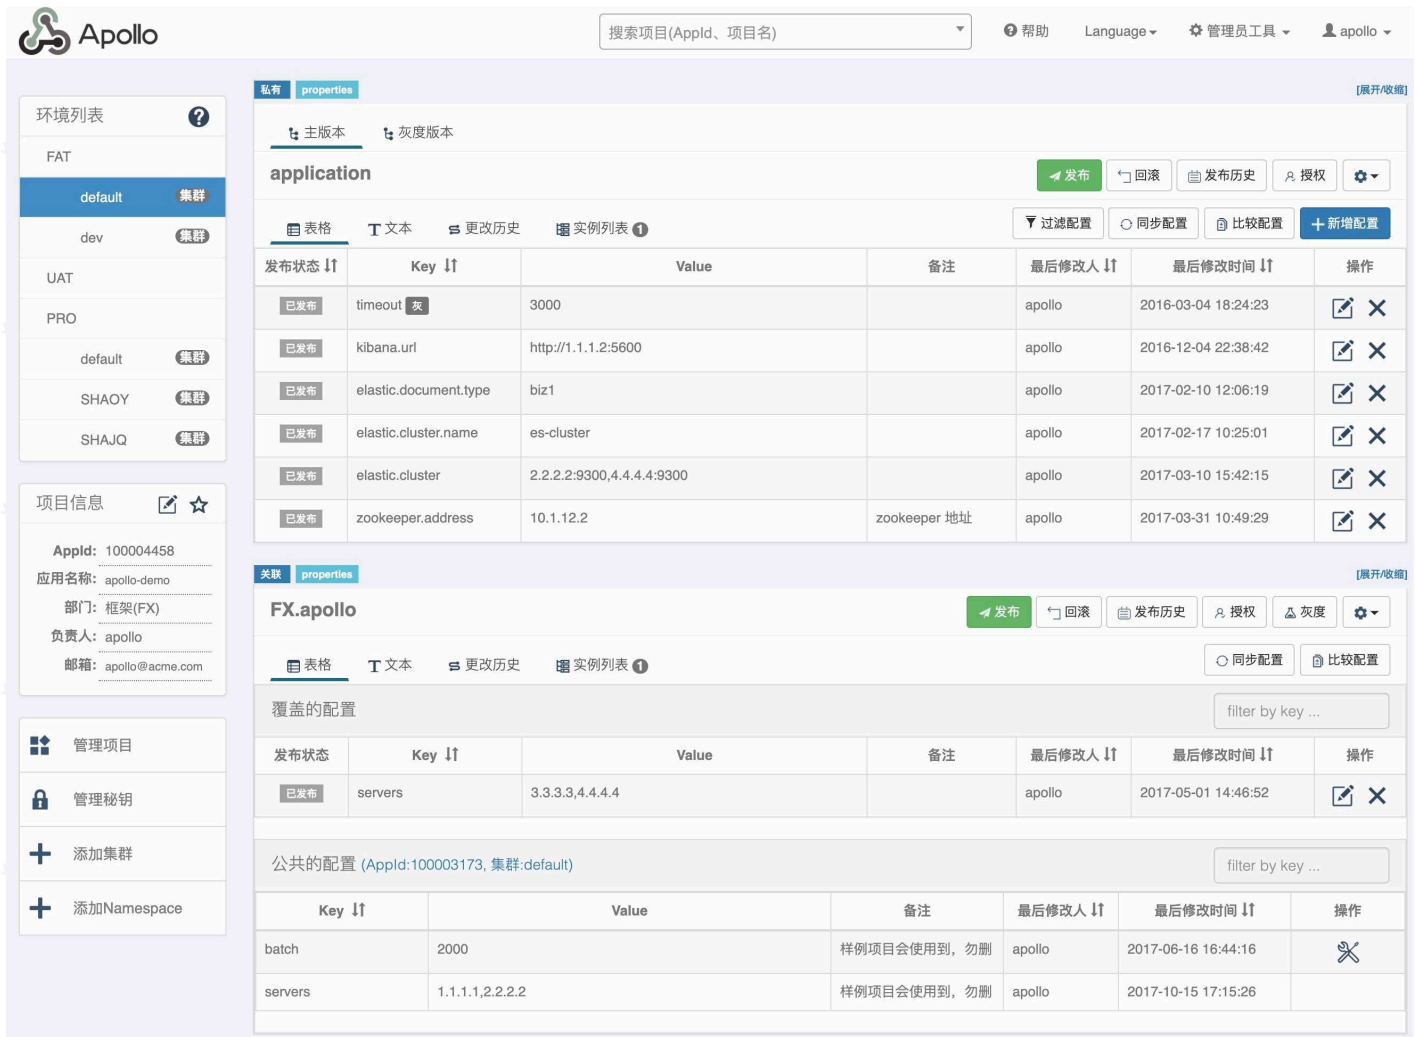 Apollo
搜索项目(AppId、项目名)
帮助
Language
管理员工具
apollo
环境列表
FAT
default 集群
dev 集群
UAT
PRO
default 集群
SHAOY 集群
SHAJQ 集群
项目信息
AppId: 100004458
应用名称: apollo-demo
部门: 框架(FX)
负责人: apollo
邮箱: apollo@acme.com
管理项目
管理秘钥
添加集群
添加Namespace
私有 properties [展开/收缩]
主版本 灰度版本
application 发布 回滚 发布历史 授权
表格 文本 更改历史 实例列表 1 过滤配置 同步配置 比较配置 新增配置
发布状态 Key Value 备注 最后修改人 最后修改时间 操作
已发布 timeout 灰 3000 apollo 2016-03-04 18:24:23
已发布 kibana.url http://1.1.1.2:5600 apollo 2016-12-04 22:38:42
已发布 elastic.document.type biz1 apollo 2017-02-10 12:06:19
已发布 elastic.cluster.name es-cluster apollo 2017-02-17 10:25:01
已发布 elastic.cluster 2.2.2.2:9300,4.4.4.4:9300 apollo 2017-03-10 15:42:15
已发布 zookeeper.address 10.1.12.2 zookeeper 地址 apollo 2017-03-31 10:49:29
关联 properties [展开/收缩]
FX.apollo 发布 回滚 发布历史 授权 灰度
表格 文本 更改历史 实例列表 1 同步配置 比较配置
覆盖的配置 filter by key ...
发布状态 Key Value 备注 最后修改人 最后修改时间 操作
已发布 servers 3.3.3.3,4.4.4.4 apollo 2017-05-01 14:46:52
公共的配置 (AppId:100003173, 集群:default) filter by key ...
Key Value 备注 最后修改人 最后修改时间 操作
batch 2000 样例项目会使用到，勿删 apollo 2017-06-16 16:44:16
servers 1.1.1.1,2.2.2.2 样例项目会使用到，勿删 apollo 2017-10-15 17:15:26